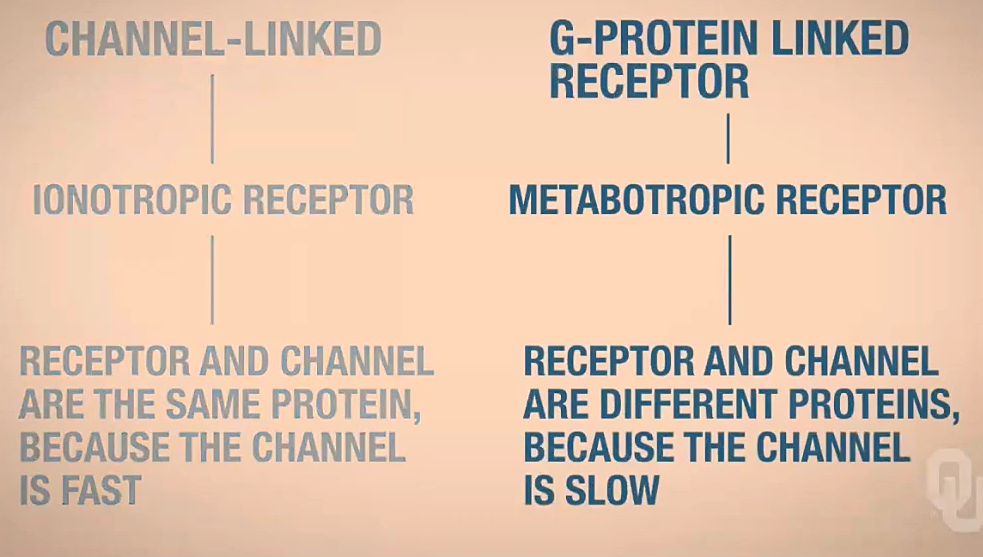 CHANNEL-LINKED
IONOTROPIC RECEPTOR
RECEPTOR AND CHANNEL
ARE THE SAME PROTEIN,
BECAUSE THE CHANNEL
IS FAST
G-PROTEIN LINKED
RECEPTOR
METABOTROPIC RECEPTOR
RECEPTOR AND CHANNEL
ARE DIFFERENT PROTEINS,
BECAUSE THE CHANNEL
IS SLOW
OU